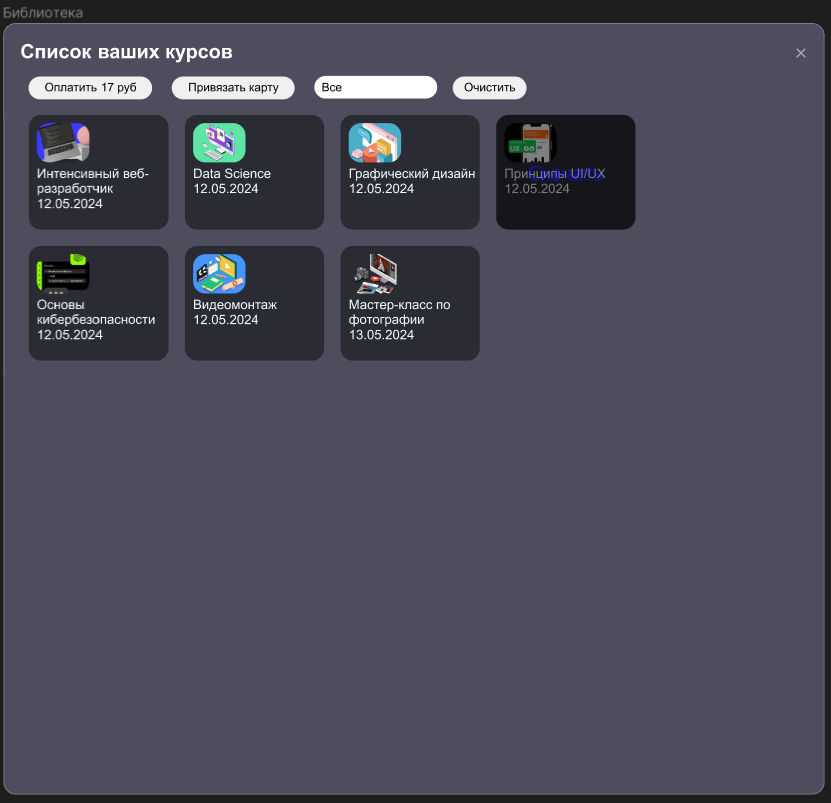 Библиотека
Список ваших курсов
Оплатить 17 руб
Привязать карту
Все
Очистить
Интенсивный веб-
разработчик
12.05.2024
Data Science
12.05.2024
Графический дизайн
12.05.2024
UX GO
Принципы UI/UX
12.05.2024
Основы
кибербезопасности
12.05.2024
Видеомонтаж
12.05.2024
Мастер-класс по
фотографии
13.05.2024